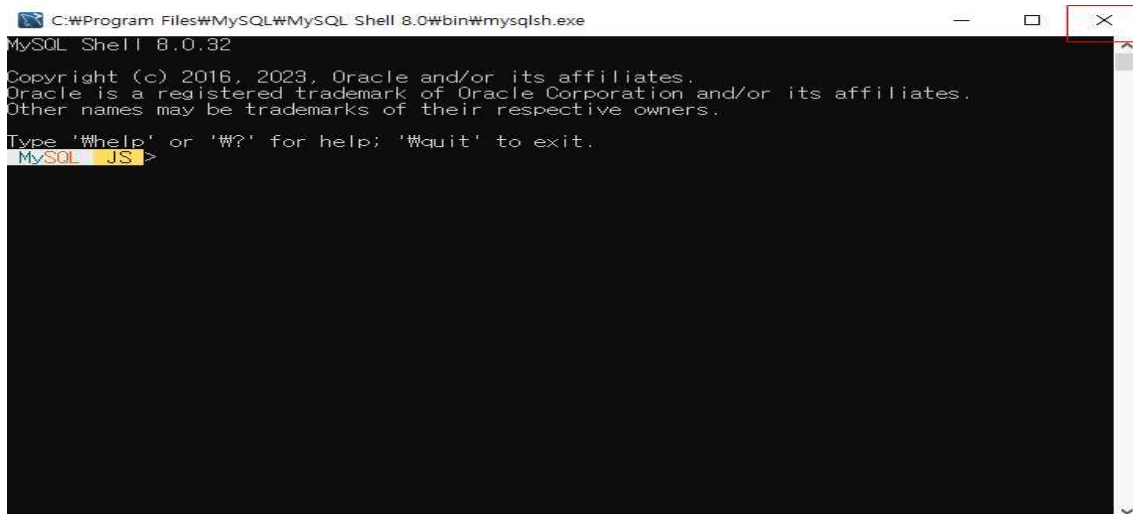 C:₩Program Files₩MySQL₩MySQL Shell 8.0₩bin₩mysqlsh.exe
MySQL Shell 8.0.32
Copyright (c) 2016, 2023, Oracle and/or its affiliates.
Oracle is a registered trademark of Oracle Corporation and/or its affiliates.
Other names may be trademarks of their respective owners.
Type '₩help' or '₩?' for help; '₩quit' to exit.
MySQL JS >